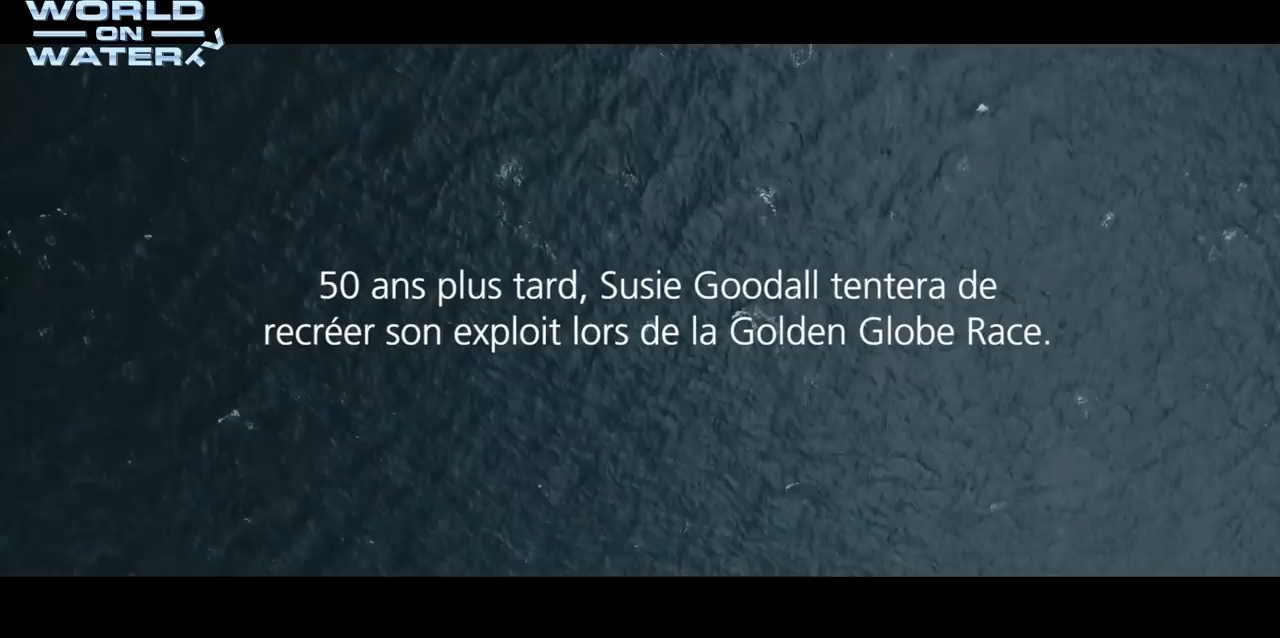 WORLD
ON
WATER
50 ans plus tard, Susie Goodall tentera de
recréer son exploit lors de la Golden Globe Race.